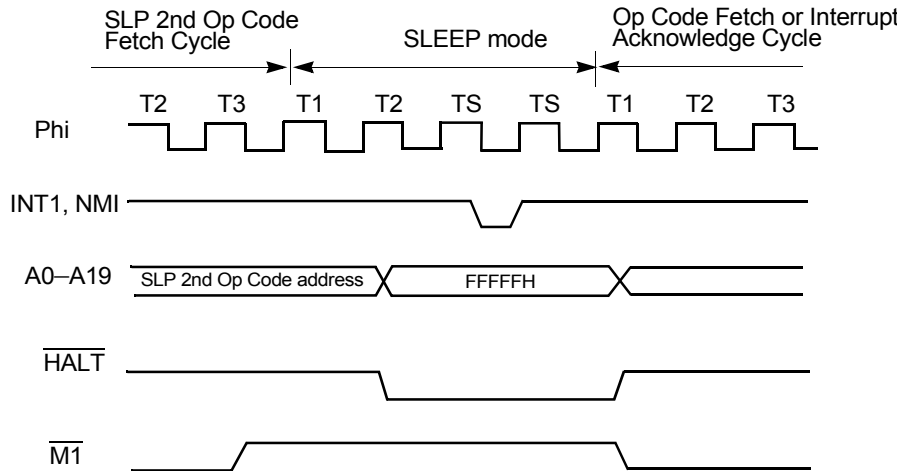 SLP 2nd Op Code
Fetch Cycle
SLEEP mode
Op Code Fetch or Interrupt
Acknowledge Cycle
T2 T3 T1 T2 TS TS T1 T2 T3
Phi
INT1, NMI
A0–A19
SLP 2nd Op Code address
FFFFFH
HALT
M1